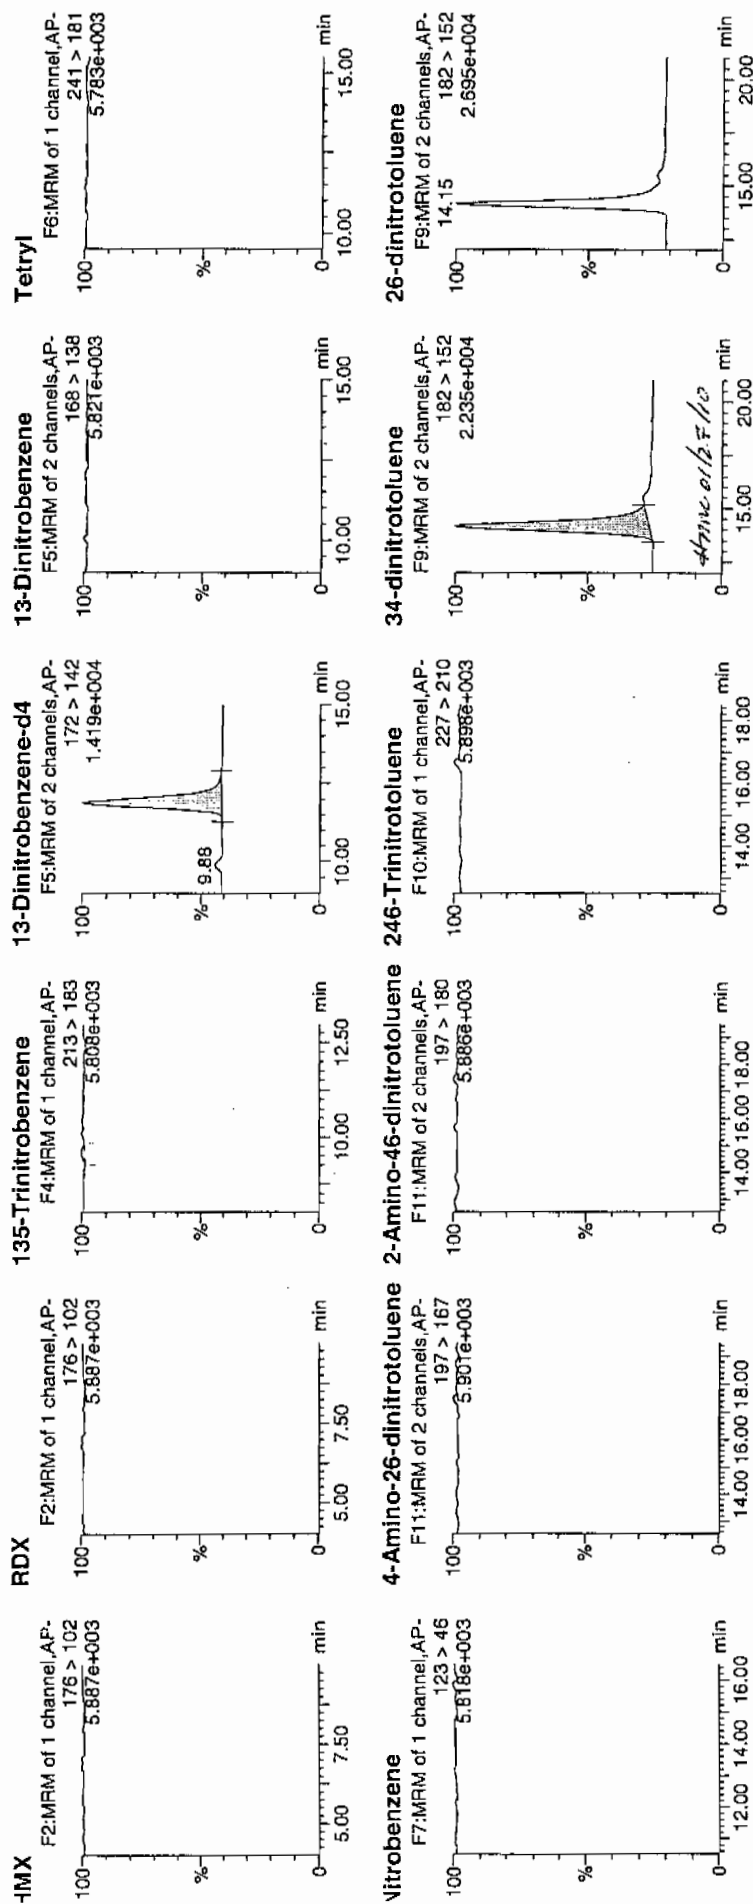 HMX
F2:MRM of 1 channel,AP-
176 > 102
5.887e+003
100
%
0
5.00
7.50
min
RDX
F2:MRM of 1 channel,AP-
176 > 102
5.887e+003
100
%
0
5.00
7.50
min
135-Trinitrobenzene
F4:MRM of 1 channel,AP-
213 > 183
5.808e+003
100
%
0
10.00
12.50
min
13-Dinitrobenzene-d4
F5:MRM of 2 channels,AP-
172 > 142
1.419e+004
100
9.88
%
0
10.00
15.00
min
13-Dinitrobenzene
F5:MRM of 2 channels,AP-
168 > 138
5.821e+003
100
%
0
10.00
15.00
min
Tetryl
F6:MRM of 1 channel,AP-
241 > 181
5.783e+003
100
%
0
10.00
15.00
min
Nitrobenzene
F7:MRM of 1 channel,AP-
123 > 46
5.818e+003
100
%
0
12.00 14.00 16.00
min
4-Amino-26-dinitrotoluene
F11:MRM of 2 channels,AP-
197 > 167
5.901e+003
100
%
0
14.00 16.00 18.00
min
2-Amino-46-dinitrotoluene
F11:MRM of 2 channels,AP-
197 > 180
5.886e+003
100
%
0
14.00 16.00 18.00
min
246-Trinitrotoluene
F10:MRM of 1 channel,AP-
227 > 210
5.898e+003
100
%
0
14.00 16.00 18.00
min
34-dinitrotoluene
F9:MRM of 2 channels,AP-
182 > 152
2.235e+004
100
%
0
15.00
20.00
min
26-dinitrotoluene
F9:MRM of 2 channels,AP-
182 > 152
14.15
2.695e+004
100
%
0
15.00
20.00
min